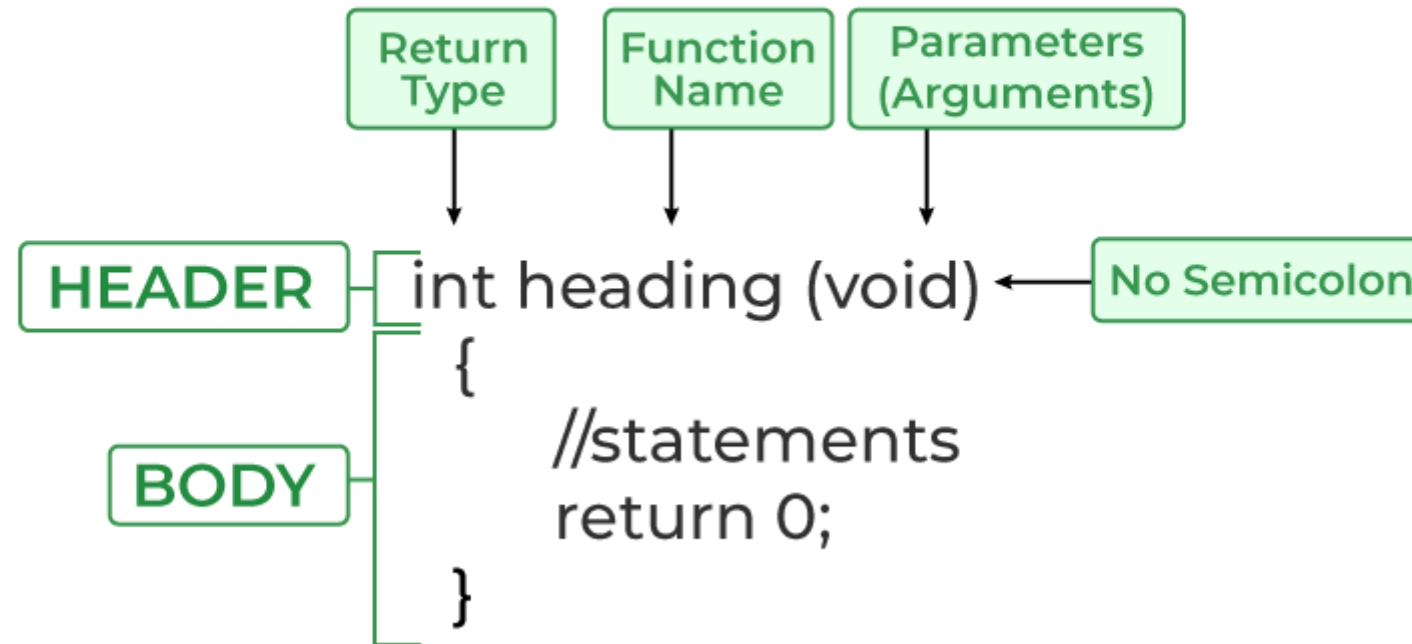 Return
Type
Function
Name
Parameters
(Arguments)
HEADER
int heading (void)
No Semicolon
{
//statements
BODY
return 0;
}